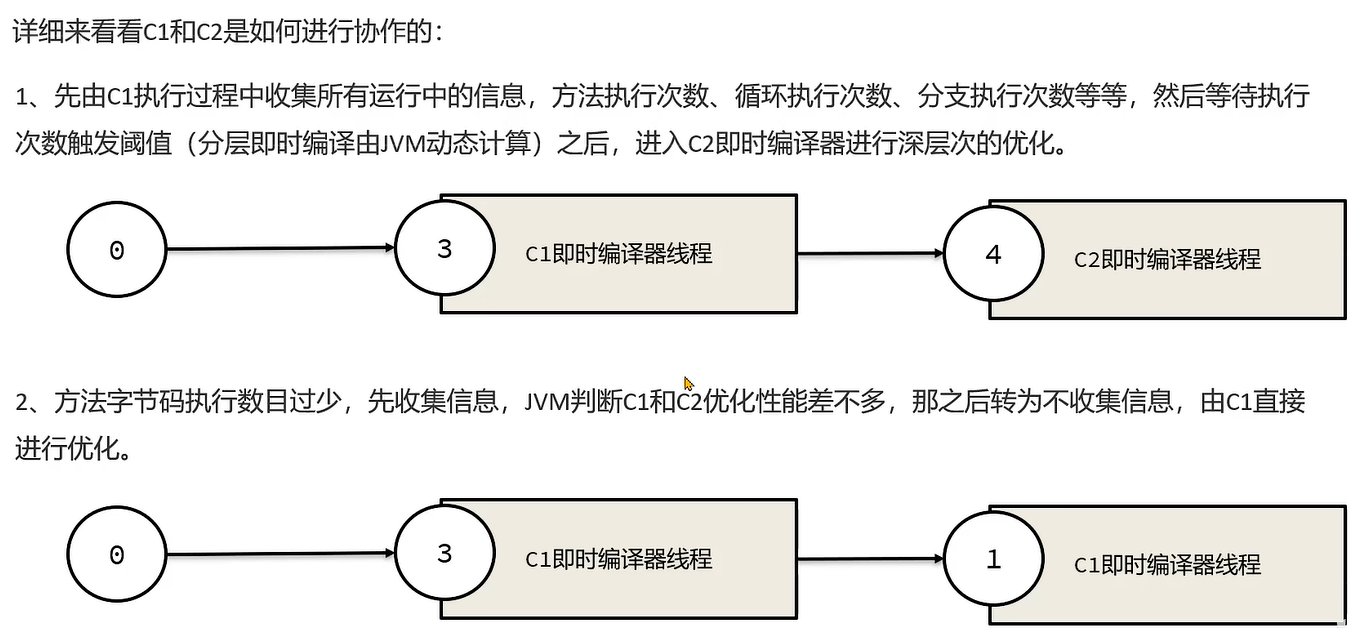 详细来看看C1和C2是如何进行协作的：
1、先由C1执行过程中收集所有运行中的信息，方法执行次数、循环执行次数、分支执行次数等等，然后等待执行
次数触发阈值（分层即时编译由JVM动态计算）之后，进入C2即时编译器进行深层次的优化。
0
3
C1即时编译器线程
4
C2即时编译器线程
2、方法字节码执行数目过少，先收集信息，JVM判断C1和C2优化性能差不多，那之后转为不收集信息，由C1直接
进行优化。
0
3
C1即时编译器线程
1
C1即时编译器线程